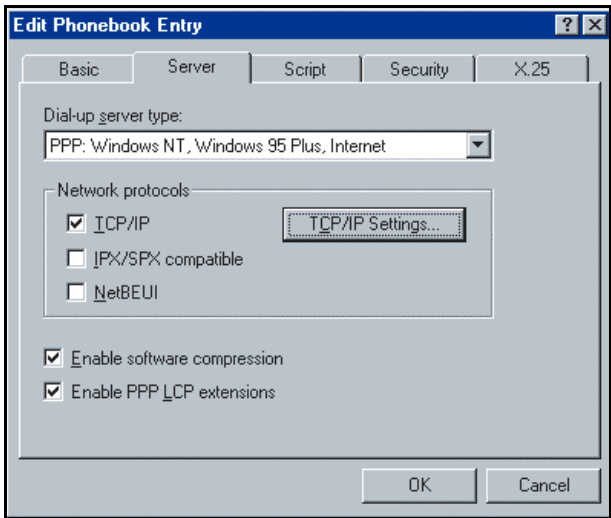 Edit Phonebook Entry
Basic Server Script Security X.25
Dial-up server type:
PPP: Windows NT, Windows 95 Plus, Internet
Network protocols
TCP/IP TCP/IP Settings...
IPX/SPX compatible
NetBEUI
Enable software compression
Enable PPP LCP extensions
OK Cancel